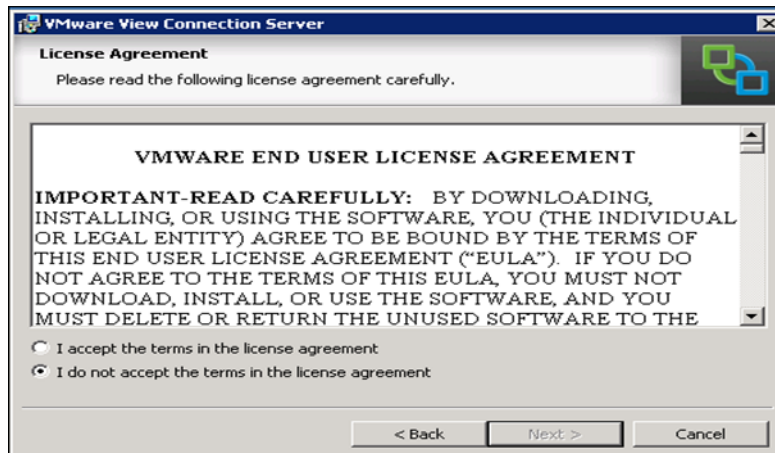 VMware View Connection Server
License Agreement
Please read the following license agreement carefully.
VMWARE END USER LICENSE AGREEMENT
IMPORTANT-READ CAREFULLY: BY DOWNLOADING,
INSTALLING, OR USING THE SOFTWARE, YOU (THE INDIVIDUAL
OR LEGAL ENTITY) AGREE TO BE BOUND BY THE TERMS OF
THIS END USER LICENSE AGREEMENT (“EULA”). IF YOU DO
NOT AGREE TO THE TERMS OF THIS EULA, YOU MUST NOT
DOWNLOAD, INSTALL, OR USE THE SOFTWARE, AND YOU
MUST DELETE OR RETURN THE UNUSED SOFTWARE TO THE
I accept the terms in the license agreement
I do not accept the terms in the license agreement
< Back Next > Cancel